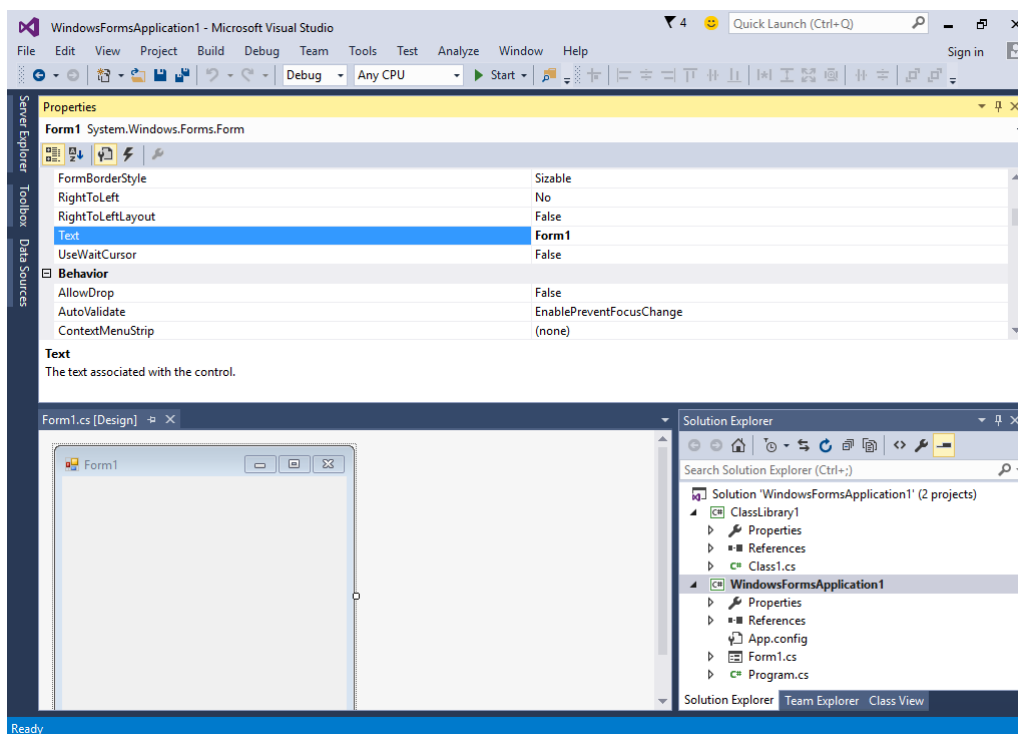 WindowsFormsApplication1 - Microsoft Visual Studio
4
Quick Launch (Ctrl+Q)
File Edit View Project Build Debug Team Tools Test Analyze Window Help
Sign in
Debug Any CPU Start
Server Explorer
Toolbox
Data Sources
Properties
Form1 System.Windows.Forms.Form
FormBorderStyle Sizable
RightToLeft No
RightToLeftLayout False
Text Form1
UseWaitCursor False
Behavior
AllowDrop False
AutoValidate EnablePreventFocusChange
ContextMenuStrip (none)
Text
The text associated with the control.
Form1.cs [Design]
Form1
Solution Explorer
Search Solution Explorer (Ctrl+;)
Solution 'WindowsFormsApplication1' (2 projects)
C# ClassLibrary1
Properties
References
C# Class1.cs
C# WindowsFormsApplication1
Properties
References
App.config
Form1.cs
C# Program.cs
Solution Explorer Team Explorer Class View
Ready